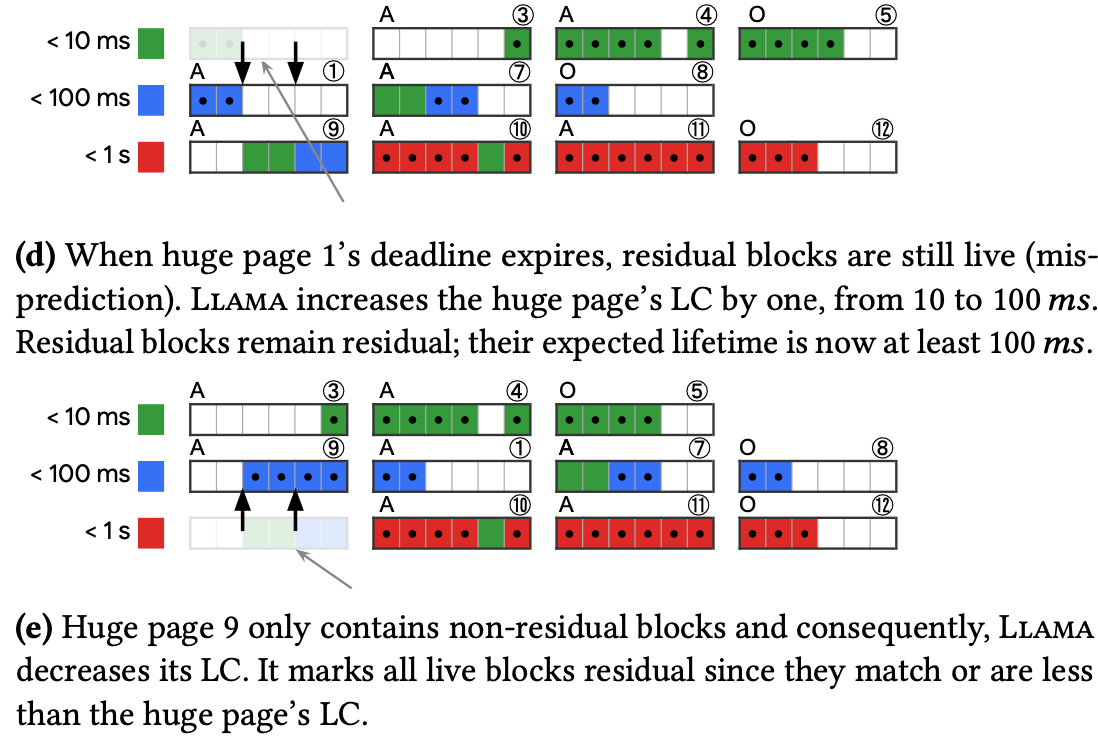 A ③ A ④ O ⑤
< 10 ms
A ① A ⑦ O ⑧
< 100 ms
A ⑨ A ⑩ A ⑪ O ⑫
< 1 s
(d) When huge page 1’s deadline expires, residual blocks are still live (mis-
prediction). Llama increases the huge page’s LC by one, from 10 to 100 ms.
Residual blocks remain residual; their expected lifetime is now at least 100 ms.
A ③ A ④ O ⑤
< 10 ms
A ⑨ A ① A ⑦ O ⑧
< 100 ms
A ⑩ A ⑪ O ⑫
< 1 s
(e) Huge page 9 only contains non-residual blocks and consequently, Llama
decreases its LC. It marks all live blocks residual since they match or are less
than the huge page’s LC.